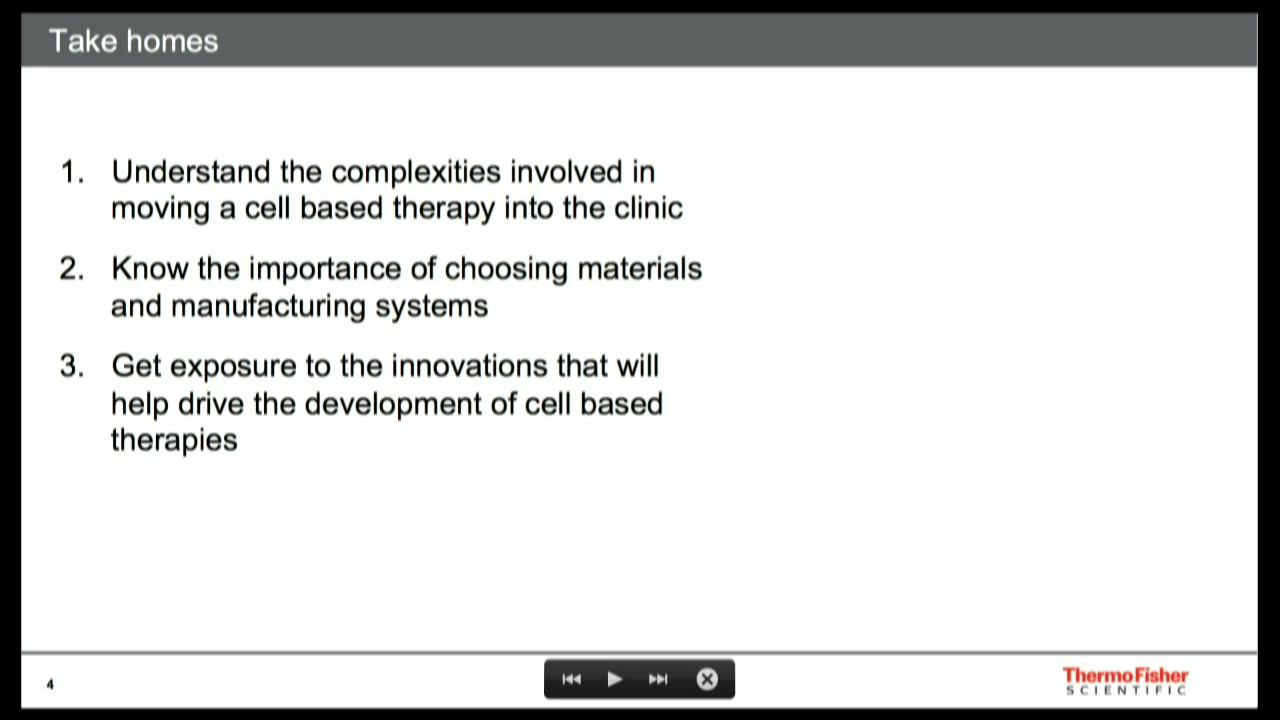 Take homes
1. Understand the complexities involved in
moving a cell based therapy into the clinic
2. Know the importance of choosing materials
and manufacturing systems
3. Get exposure to the innovations that will
help drive the development of cell based
therapies
4
ThermoFisher
SCIENTIFIC